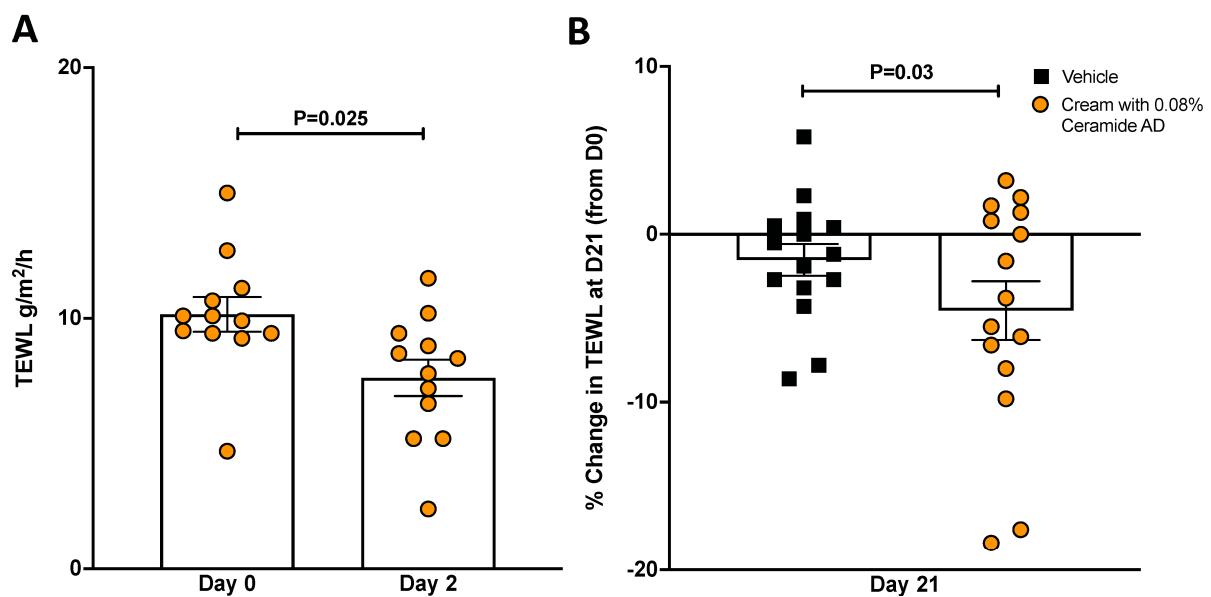 A
20
10
0
TEWL g/m²/h
P=0.025
Day 0
Day 2
B
10
0
-10
-20
% Change in TEWL at D21 (from D0)
P=0.03
Vehicle
Cream with 0.08%
Ceramide AD
Day 21